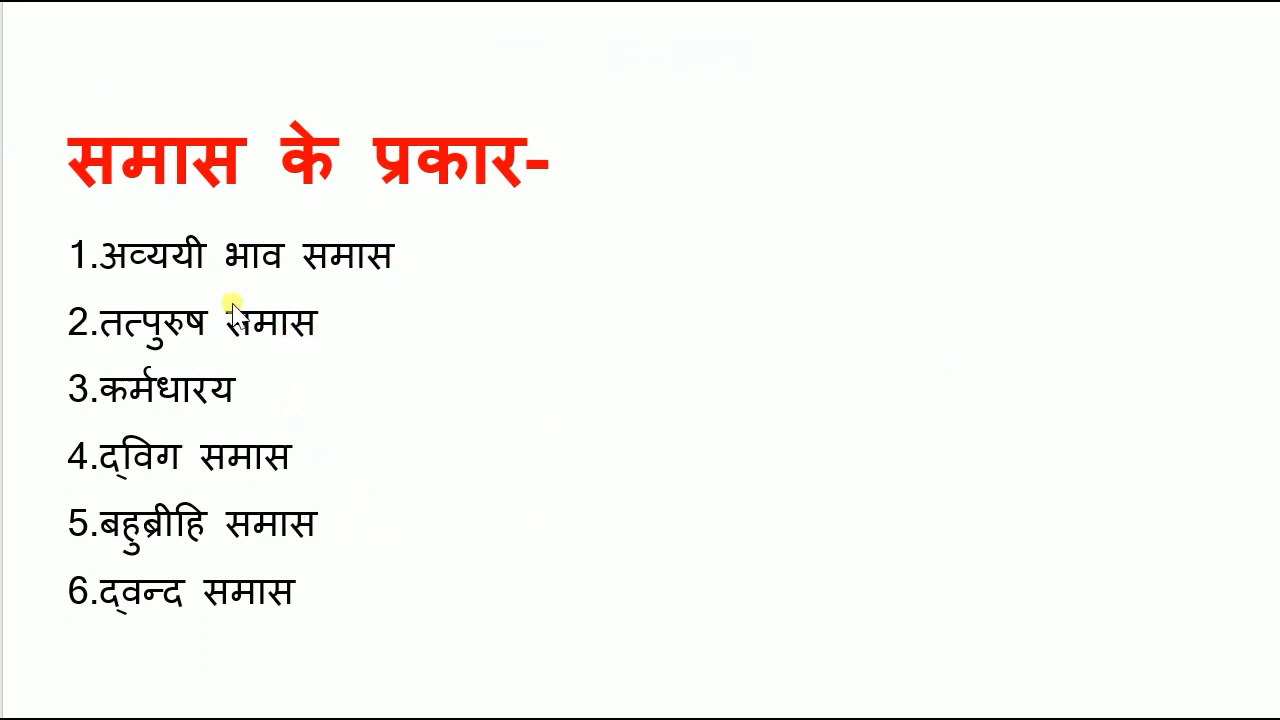 समास के प्रकार-
1.अव्ययी भाव समास
2.तत्पुरुष समास
3.कर्मधारय
4.द्विग समास
5.बहुब्रीहि समास
6.द्वन्द समास